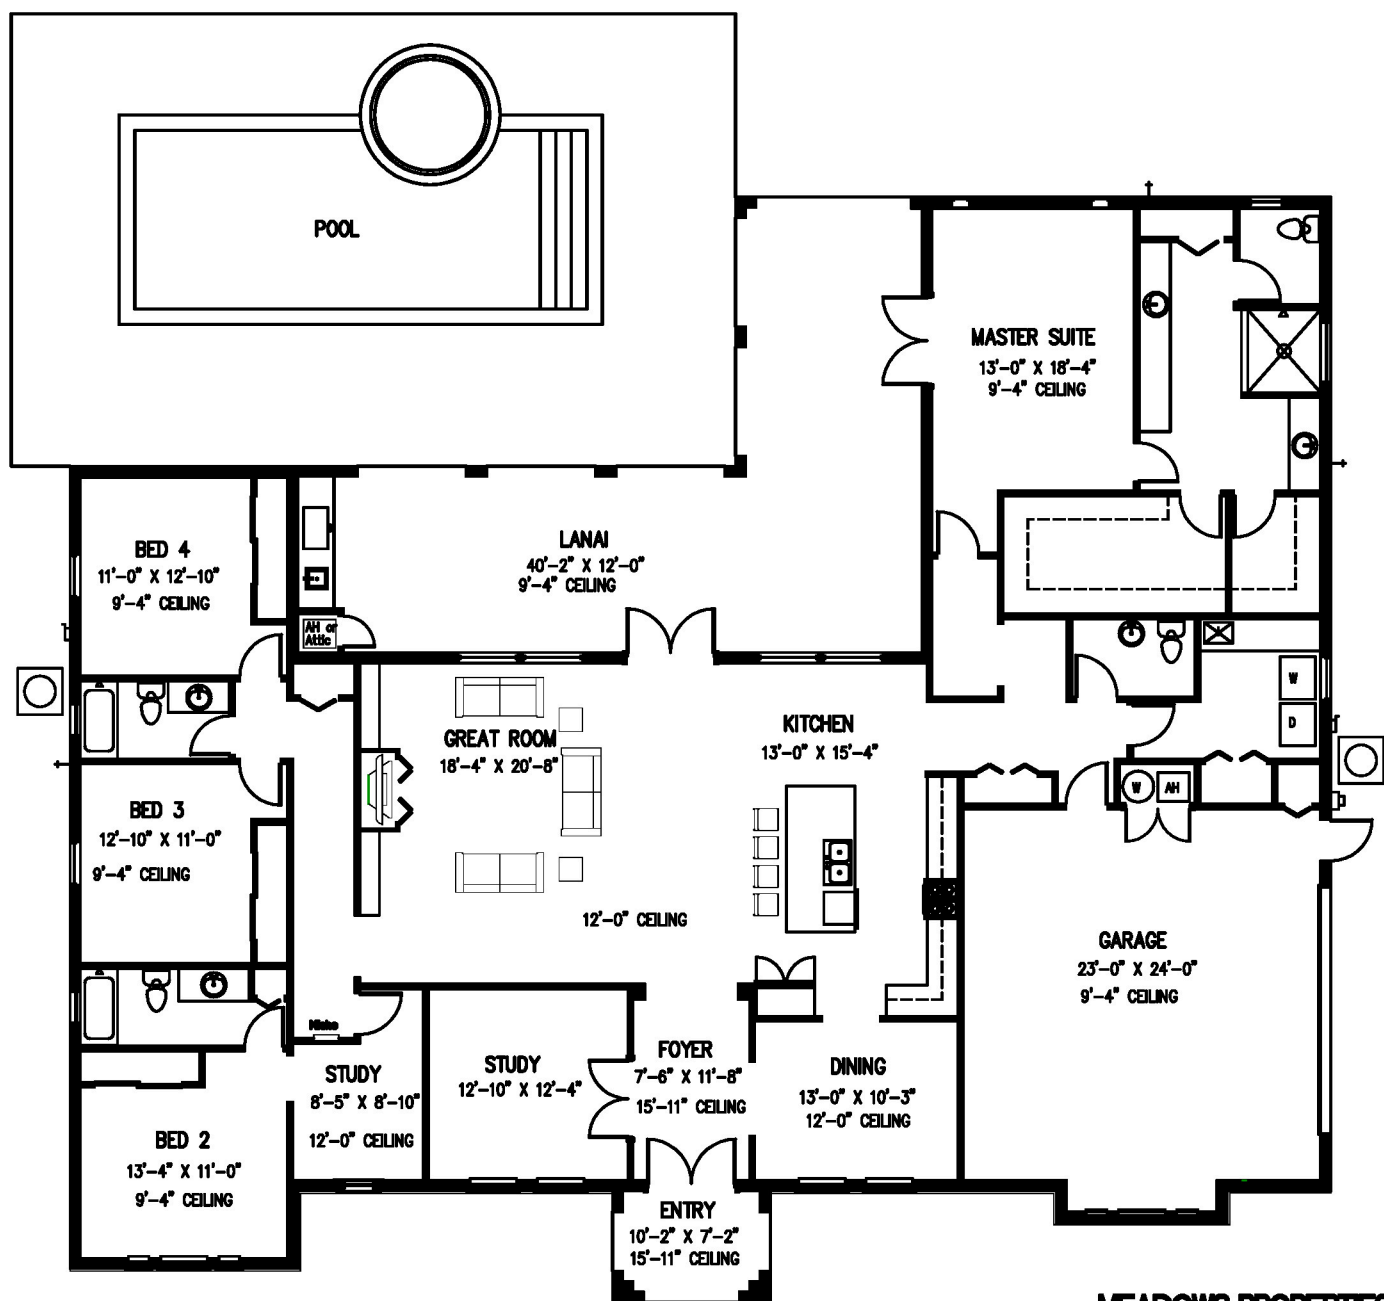 POOL
MASTER SUITE
13'-0" X 18'-4"
9'-4" CEILING
BED 4
11'-0" X 12'-10"
9'-4" CEILING
LANAI
40'-2" X 12'-0"
9'-4" CEILING
AH or
Attic
W
D
GREAT ROOM
18'-4" X 20'-8"
KITCHEN
13'-0" X 15'-4"
W
AH
BED 3
12'-10" X 11'-0"
9'-4" CEILING
12'-0" CEILING
GARAGE
23'-0" X 24'-0"
9'-4" CEILING
Niche
STUDY
8'-5" X 8'-10"
12'-0" CEILING
STUDY
12'-10" X 12'-4"
FOYER
7'-6" X 11'-8"
15'-11" CEILING
DINING
13'-0" X 10'-3"
12'-0" CEILING
BED 2
13'-4" X 11'-0"
9'-4" CEILING
ENTRY
10'-2" X 7'-2"
15'-11" CEILING
MEADOWS PROPERTIES